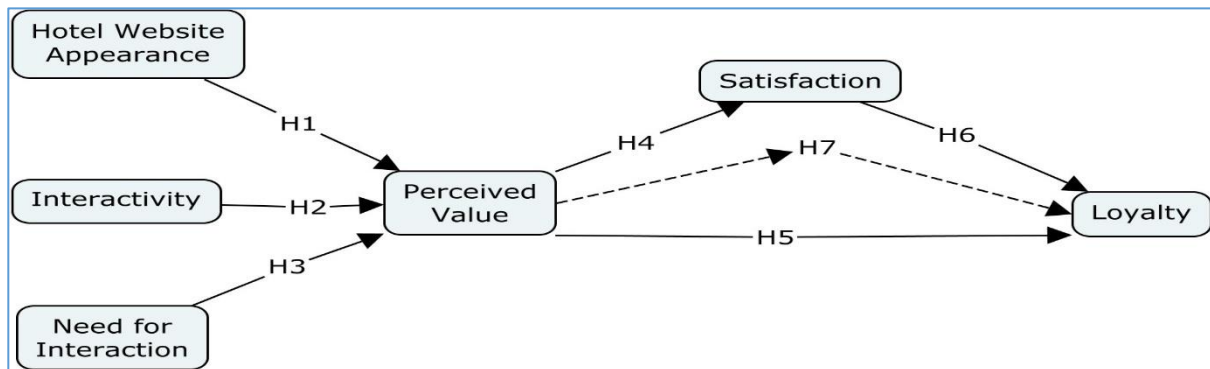 Hotel Website
Appearance
H1
Satisfaction
H4
H6
H7
Interactivity
H2
Perceived
Value
Loyalty
H5
H3
Need for
Interaction